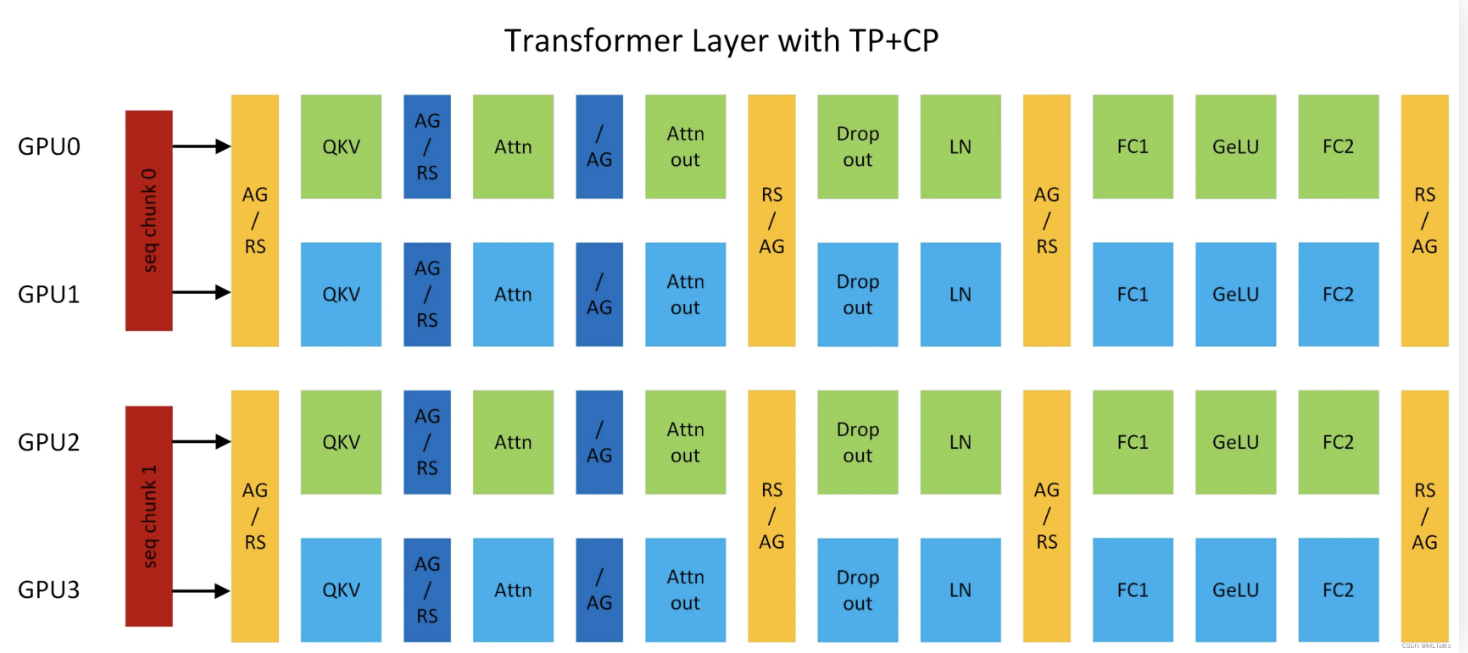 Transformer Layer with TP+CP
GPU0
GPU1
seq chunk 0
AG
/
RS
QKV
AG
/
RS
Attn
/
AG
Attn
out
RS
/
AG
Drop
out
LN
AG
/
RS
FC1
GeLU
FC2
RS
/
AG
QKV
AG
/
RS
Attn
/
AG
Attn
out
Drop
out
LN
FC1
GeLU
FC2
GPU2
GPU3
seq chunk 1
AG
/
RS
QKV
AG
/
RS
Attn
/
AG
Attn
out
RS
/
AG
Drop
out
LN
AG
/
RS
FC1
GeLU
FC2
RS
/
AG
QKV
AG
/
RS
Attn
/
AG
Attn
out
Drop
out
LN
FC1
GeLU
FC2